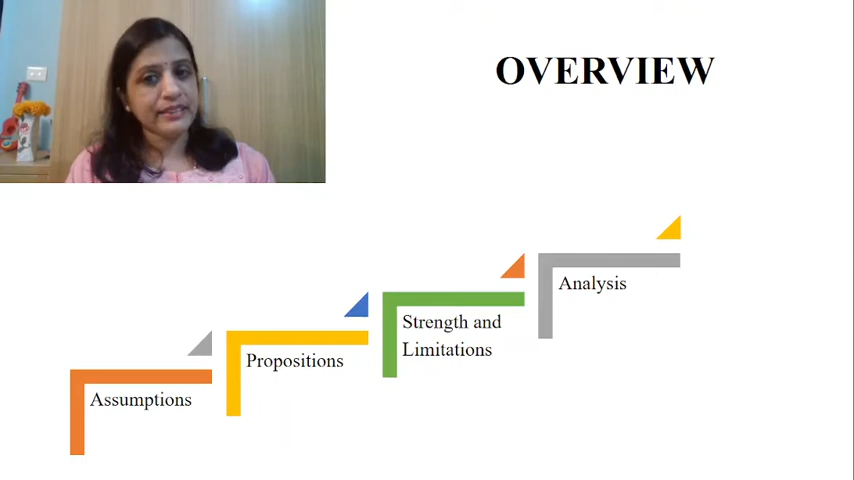 OVERVIEW
Assumptions
Propositions
Strength and
Limitations
Analysis